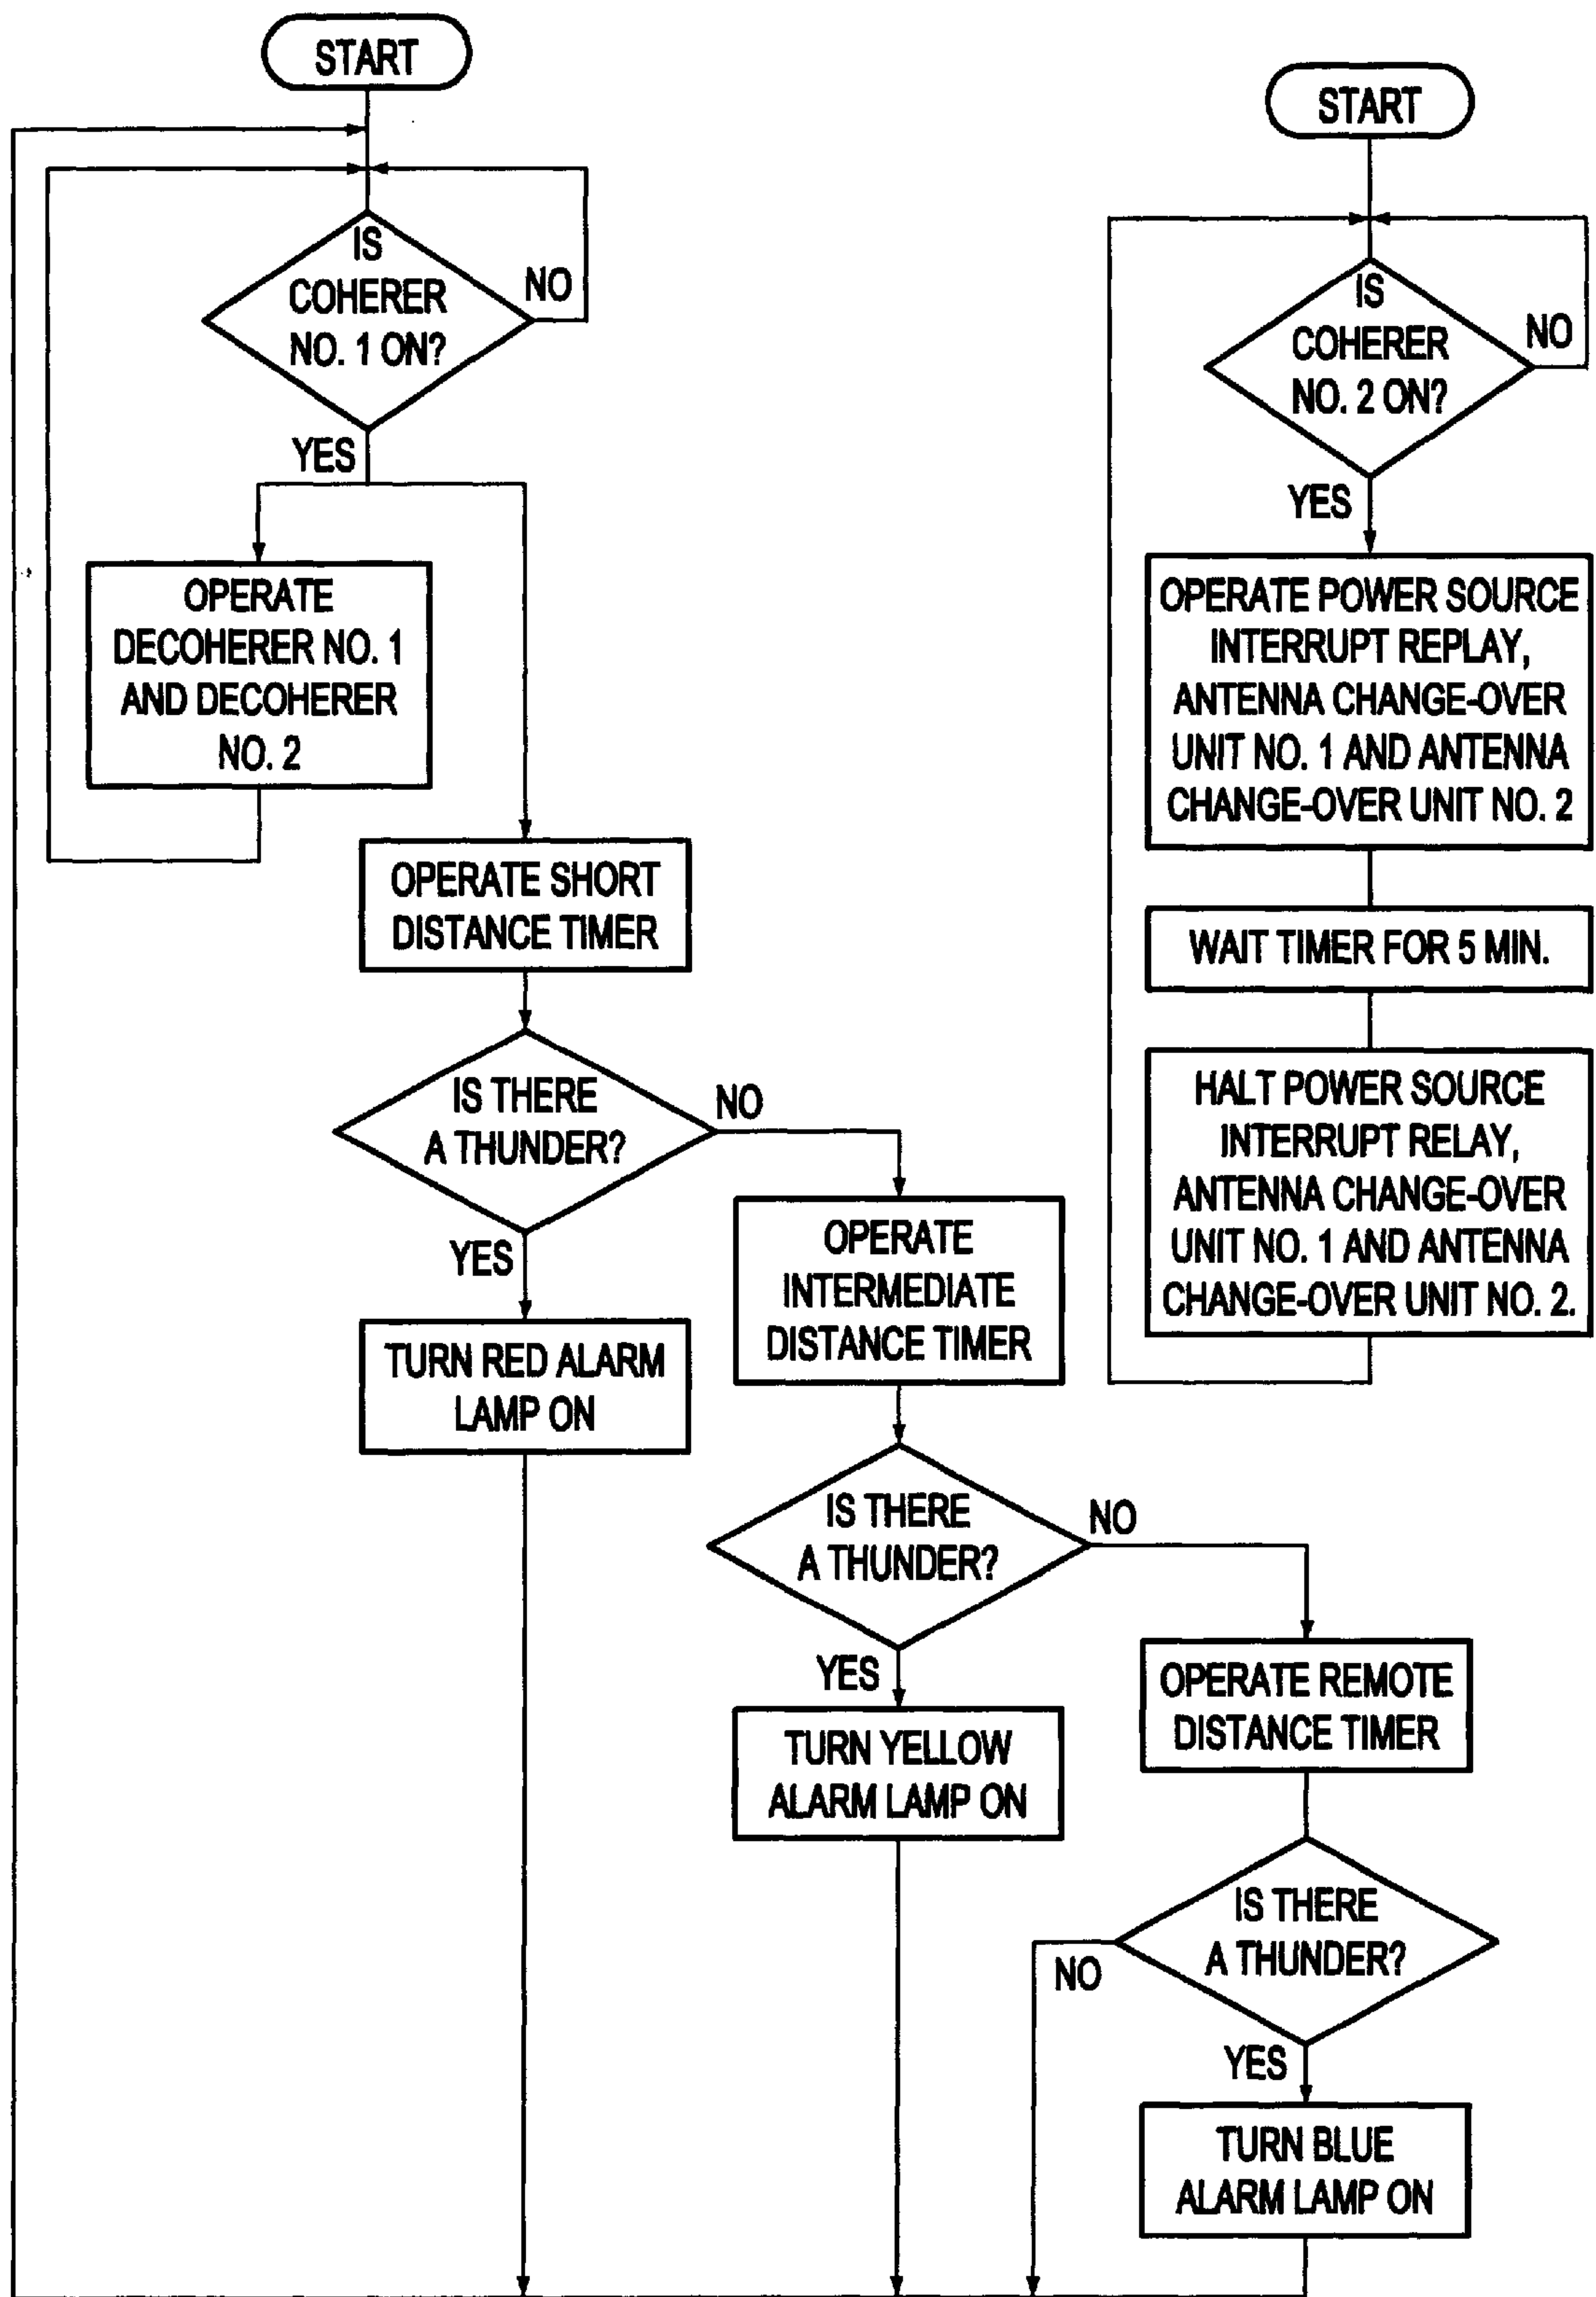 START
IS
COHERER
NO. 1 ON?
NO
YES
OPERATE
DECOHERER NO. 1
AND DECOHERER
NO. 2
OPERATE SHORT
DISTANCE TIMER
IS THERE
A THUNDER?
NO
YES
TURN RED ALARM
LAMP ON
OPERATE
INTERMEDIATE
DISTANCE TIMER
IS THERE
A THUNDER?
NO
YES
TURN YELLOW
ALARM LAMP ON
OPERATE REMOTE
DISTANCE TIMER
IS THERE
A THUNDER?
NO
YES
TURN BLUE
ALARM LAMP ON
START
IS
COHERER
NO. 2 ON?
NO
YES
OPERATE POWER SOURCE
INTERRUPT REPLAY,
ANTENNA CHANGE-OVER
UNIT NO. 1 AND ANTENNA
CHANGE-OVER UNIT NO. 2
WAIT TIMER FOR 5 MIN.
HALT POWER SOURCE
INTERRUPT RELAY,
ANTENNA CHANGE-OVER
UNIT NO. 1 AND ANTENNA
CHANGE-OVER UNIT NO. 2.